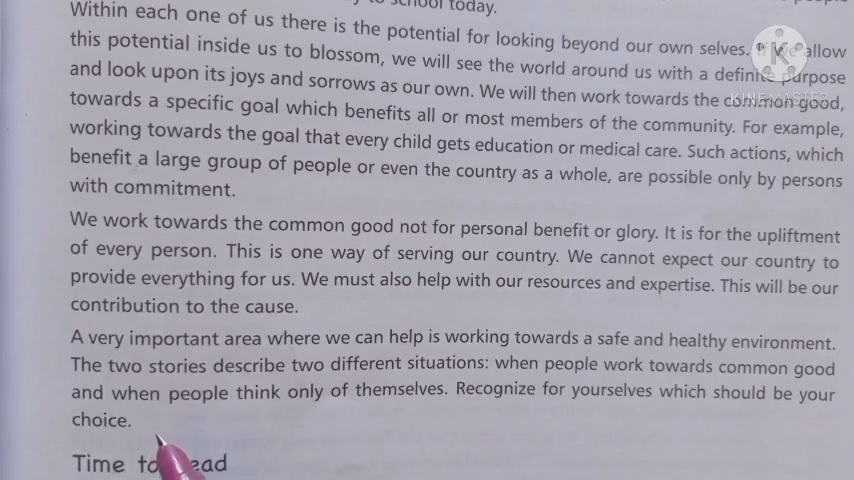 to school today.
Within each one of us there is the potential for looking beyond our own selves. If we allow
this potential inside us to blossom, we will see the world around us with a definite purpose
and look upon its joys and sorrows as our own. We will then work towards the common good,
towards a specific goal which benefits all or most members of the community. For example,
working towards the goal that every child gets education or medical care. Such actions, which
benefit a large group of people or even the country as a whole, are possible only by persons
with commitment.
We work towards the common good not for personal benefit or glory. It is for the upliftment
of every person. This is one way of serving our country. We cannot expect our country to
provide everything for us. We must also help with our resources and expertise. This will be our
contribution to the cause.
A very important area where we can help is working towards a safe and healthy environment.
The two stories describe two different situations: when people work towards common good
and when people think only of themselves. Recognize for yourselves which should be your
choice.
Time to read
K
KINEMASTER